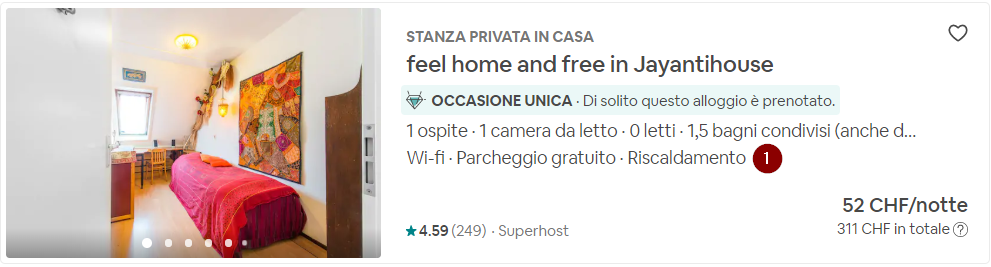 STANZA PRIVATA IN CASA
feel home and free in Jayantihouse
OCCASIONE UNICA · Di solito questo alloggio è prenotato.
1 ospite · 1 camera da letto · 0 letti · 1,5 bagni condivisi (anche d...
Wi-fi · Parcheggio gratuito · Riscaldamento 1
52 CHF/notte
4.59 (249) · Superhost
311 CHF in totale ?